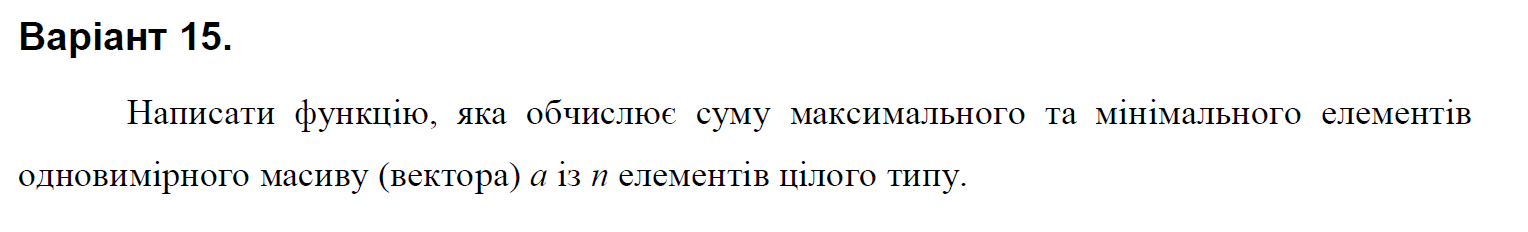 Варіант 15.
Написати функцію, яка обчислює суму максимального та мінімального елементів
одновимірного масиву (вектора) a із n елементів цілого типу.